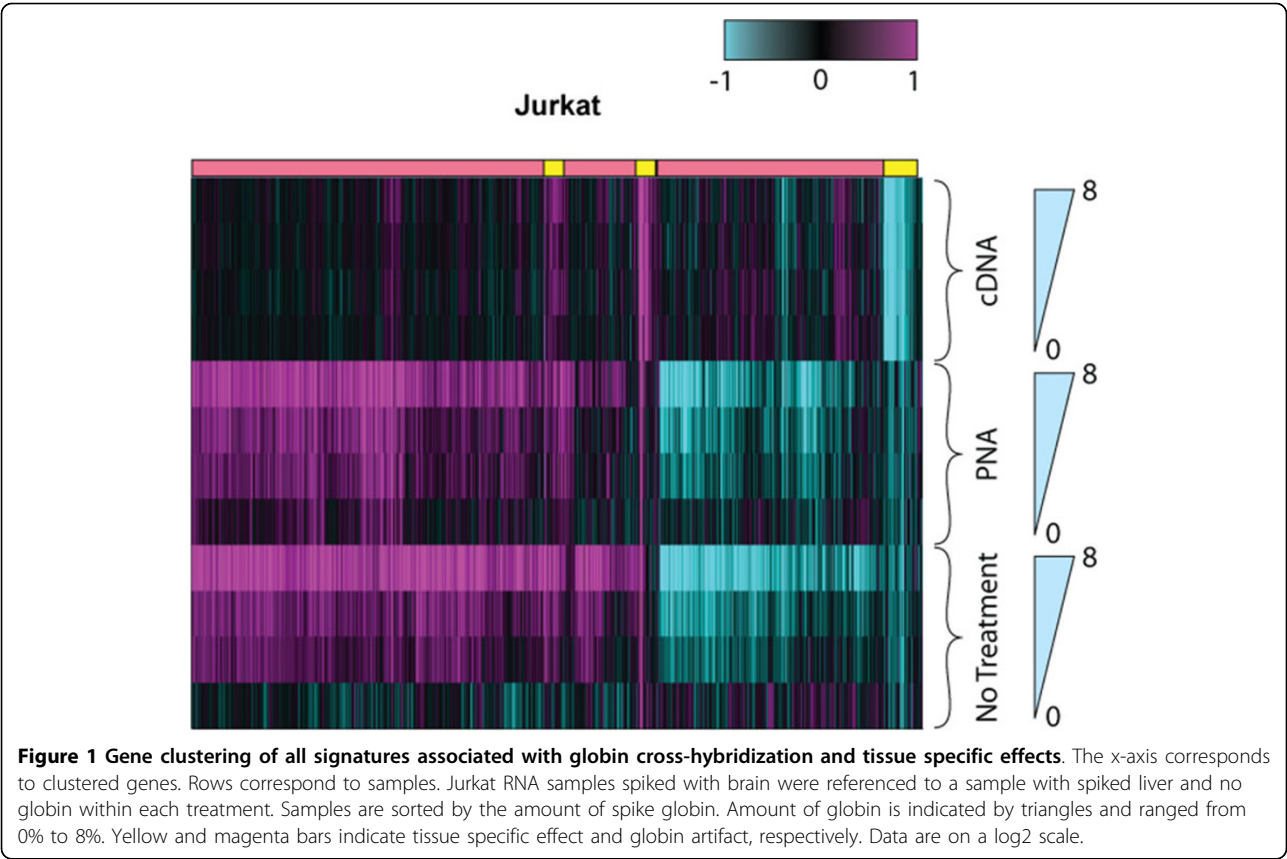 -1
0
1
Jurkat
cDNA
8
0
PNA
8
0
No Treatment
8
0
Figure 1 Gene clustering of all signatures associated with globin cross-hybridization and tissue specific effects. The x-axis corresponds
to clustered genes. Rows correspond to samples. Jurkat RNA samples spiked with brain were referenced to a sample with spiked liver and no
globin within each treatment. Samples are sorted by the amount of spike globin. Amount of globin is indicated by triangles and ranged from
0% to 8%. Yellow and magenta bars indicate tissue specific effect and globin artifact, respectively. Data are on a log2 scale.